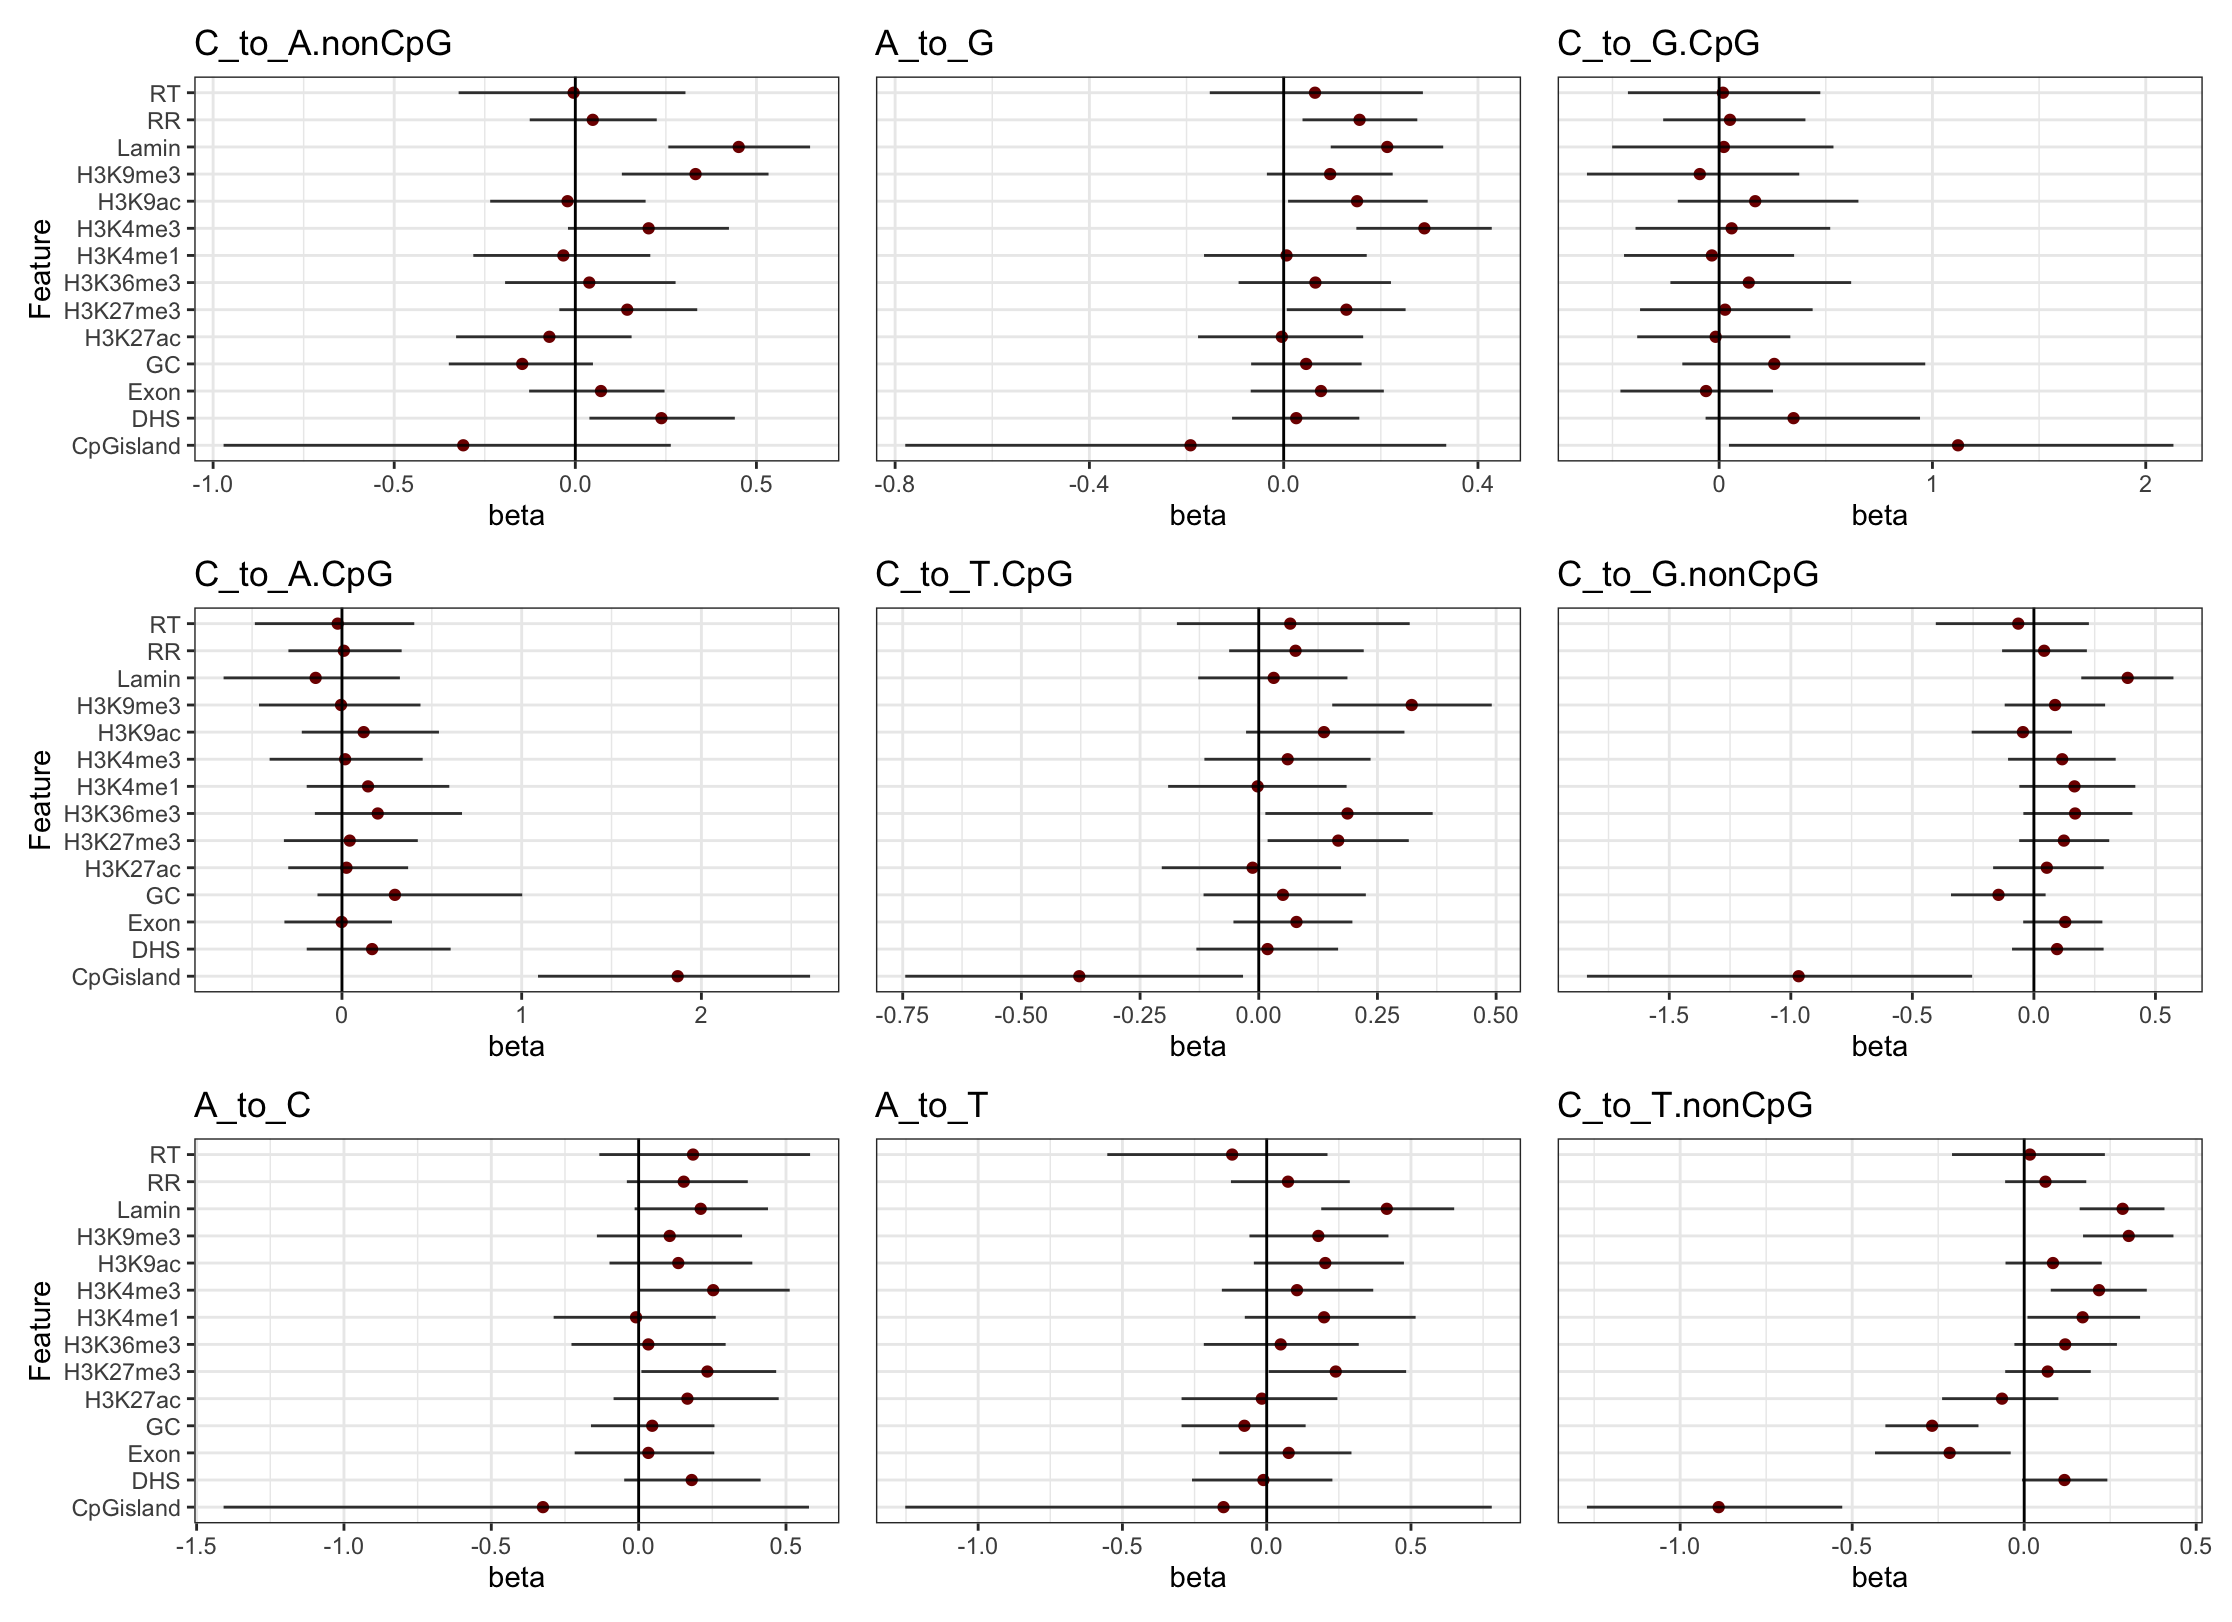 C_to_A.nonCpG
A_to_G
C_to_G.CpG
Feature
RT
RR
Lamin
H3K9me3
H3K9ac
H3K4me3
H3K4me1
H3K36me3
H3K27me3
H3K27ac
GC
Exon
DHS
CpGisland
-1.0 -0.5 0.0 0.5
-0.8 -0.4 0.0 0.4
0 1 2
beta
beta
beta
C_to_A.CpG
C_to_T.CpG
C_to_G.nonCpG
Feature
RT
RR
Lamin
H3K9me3
H3K9ac
H3K4me3
H3K4me1
H3K36me3
H3K27me3
H3K27ac
GC
Exon
DHS
CpGisland
0 1 2
-0.75 -0.50 -0.25 0.00 0.25 0.50
-1.5 -1.0 -0.5 0.0 0.5
beta
beta
beta
A_to_C
A_to_T
C_to_T.nonCpG
Feature
RT
RR
Lamin
H3K9me3
H3K9ac
H3K4me3
H3K4me1
H3K36me3
H3K27me3
H3K27ac
GC
Exon
DHS
CpGisland
-1.5 -1.0 -0.5 0.0 0.5
-1.0 -0.5 0.0 0.5
-1.0 -0.5 0.0 0.5
beta
beta
beta